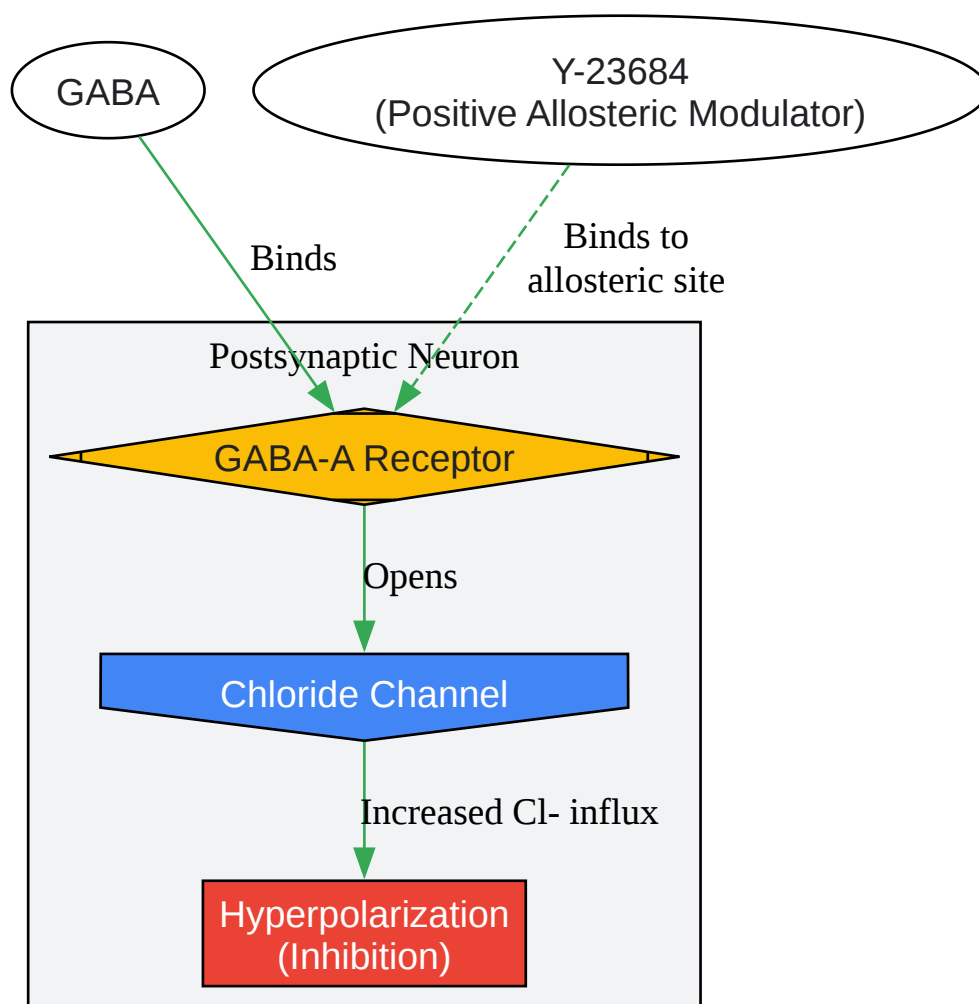 GABA
Y-23684
(Positive Allosteric Modulator)
Binds
Binds to
allosteric site
Postsynaptic Neuron
GABA-A Receptor
Opens
Chloride Channel
Increased Cl- influx
Hyperpolarization
(Inhibition)